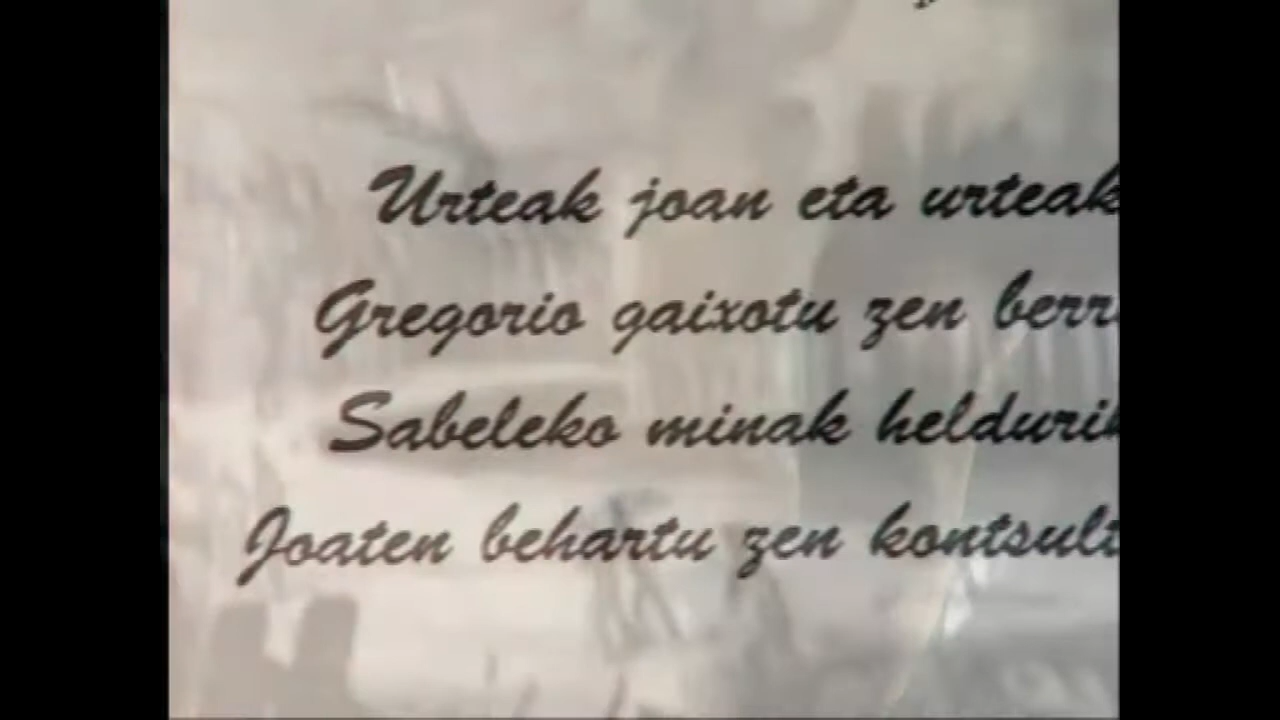 Urteak joan eta urteak
Gregorio gaixotu zen
Sabeleko minak
Joaten behartu zen